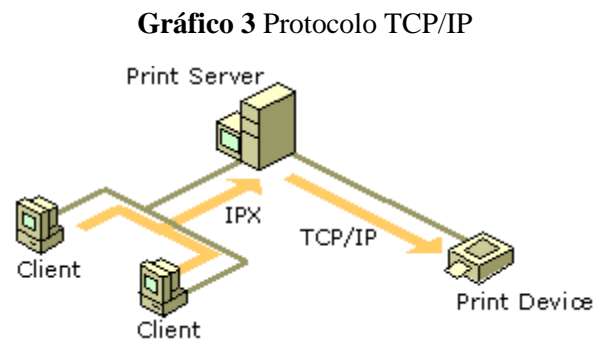 Gráfico 3 Protocolo TCP/IP
Print Server
IPX
TCP/IP
Client
Print Device
Client